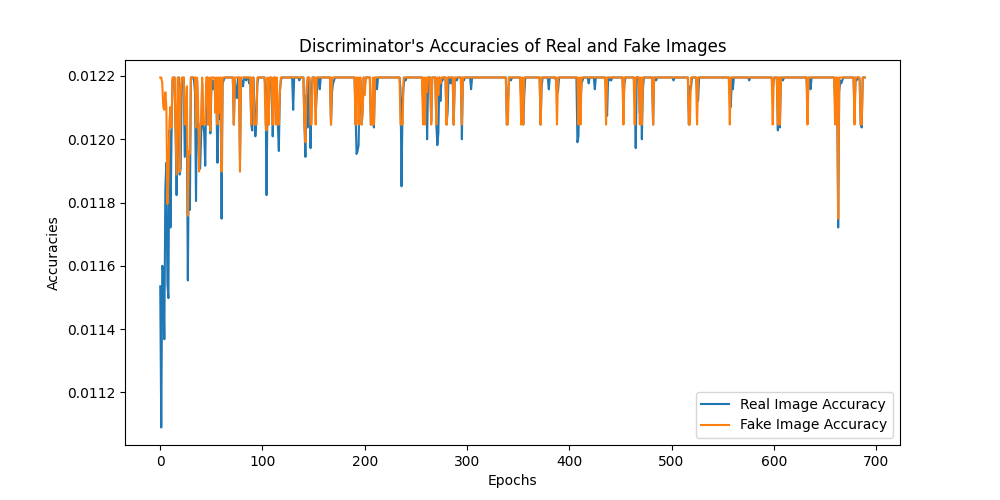 Discriminator's Accuracies of Real and Fake Images
Accuracies
0.0122
0.0120
0.0118
0.0116
0.0114
0.0112
0 100 200 300 400 500 600 700
Epochs
Real Image Accuracy
Fake Image Accuracy